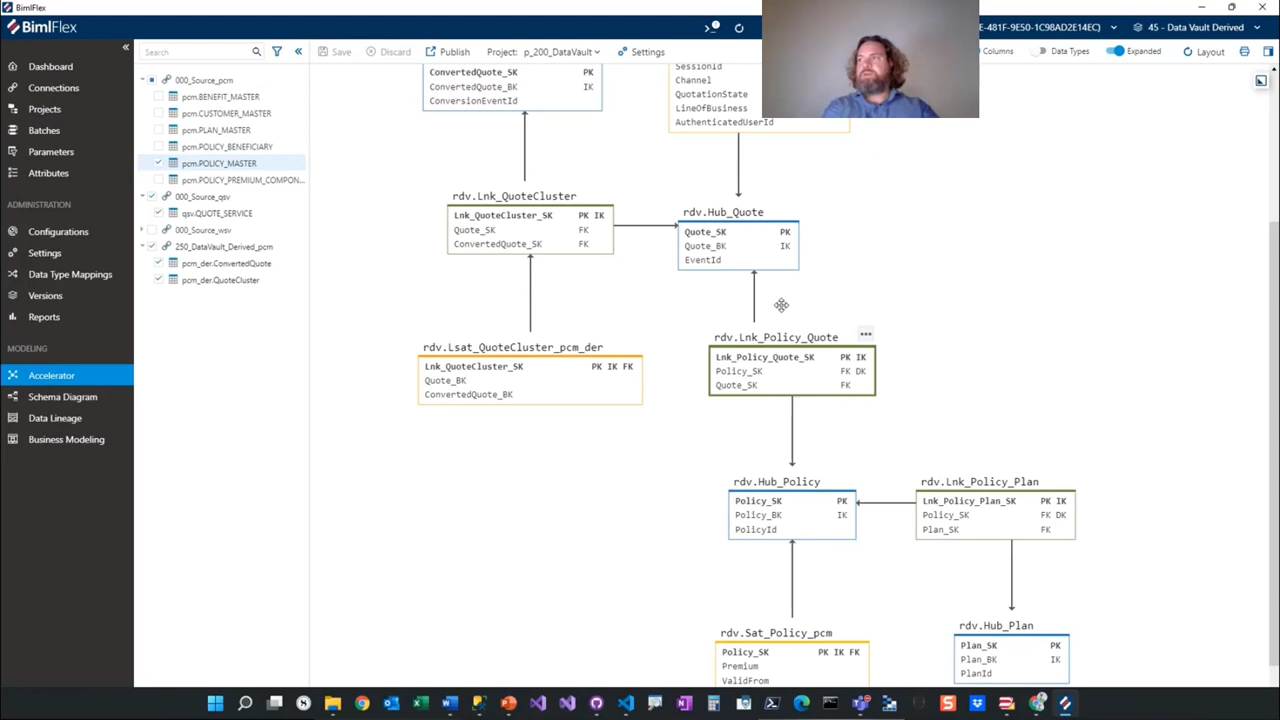 BimlFlex
BimlFlex
-481F-9E50-1C98AD2E14EC)
45 - Data Vault Derived
Search
Save
Discard
Publish
Project: p_200_DataVault
Settings
Columns
Data Types
Expanded
Layout
Dashboard
Connections
Projects
Batches
Parameters
Attributes
ADMINISTRATION
Configurations
Settings
Data Type Mappings
Versions
Reports
MODELING
Accelerator
Schema Diagram
Data Lineage
Business Modeling
000_Source_pcm
pcm.BENEFIT_MASTER
pcm.CUSTOMER_MASTER
pcm.PLAN_MASTER
pcm.POLICY_BENEFICIARY
pcm.POLICY_MASTER
pcm.POLICY_PREMIUM_COMPON...
000_Source_qsv
qsv.QUOTE_SERVICE
000_Source_wsv
250_DataVault_Derived_pcm
pcm_der.ConvertedQuote
pcm_der.QuoteCluster
ConvertedQuote_SK PK
ConvertedQuote_BK IK
ConversionEventId
SessionId
Channel
QuotationState
LineOfBusiness
AuthenticatedUserId
rdv.Lnk_QuoteCluster
Lnk_QuoteCluster_SK PK IK
Quote_SK FK
ConvertedQuote_SK FK
rdv.Hub_Quote
Quote_SK PK
Quote_BK IK
EventId
rdv.Lsat_QuoteCluster_pcm_der
Lnk_QuoteCluster_SK PK IK FK
Quote_BK
ConvertedQuote_BK
rdv.Lnk_Policy_Quote
Lnk_Policy_Quote_SK PK IK
Policy_SK FK DK
Quote_SK FK
rdv.Hub_Policy
Policy_SK PK
Policy_BK IK
PolicyId
rdv.Lnk_Policy_Plan
Lnk_Policy_Plan_SK PK IK
Policy_SK FK DK
Plan_SK FK
rdv.Sat_Policy_pcm
Policy_SK PK IK FK
Premium
ValidFrom
rdv.Hub_Plan
Plan_SK PK
Plan_BK IK
PlanId